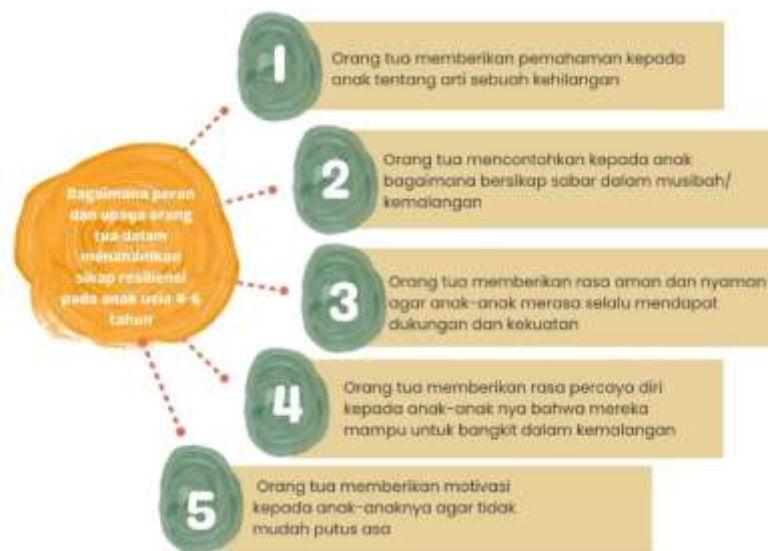 Bagaimana peran
dan upaya orang
tua dalam
menanamkan
sikap resiliensi
pada anak usia 4-6
tahun
1
Orang tua memberikan pemahaman kepada
anak tentang arti sebuah kehilangan
2
Orang tua mencontohkan kepada anak
bagaimana bersikap sabar dalam musibah/
kemalangan
3
Orang tua memberikan rasa aman dan nyaman
agar anak-anak merasa selalu mendapat
dukungan dan kekuatan
4
Orang tua memberikan rasa percaya diri
kepada anak-anak nya bahwa mereka
mampu untuk bangkit dalam kemalangan
5
Orang tua memberikan motivasi
kepada anak-anaknya agar tidak
mudah putus asa